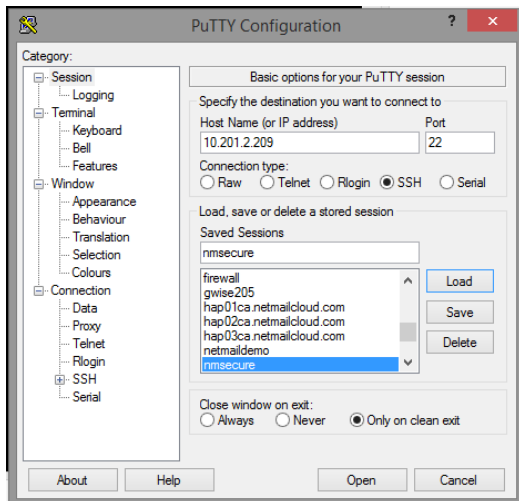 PuTTY Configuration ? X
Category:
Session
Logging
Terminal
Keyboard
Bell
Features
Window
Appearance
Behaviour
Translation
Selection
Colours
Connection
Data
Proxy
Telnet
Rlogin
SSH
Serial
Basic options for your PuTTY session
Specify the destination you want to connect to
Host Name (or IP address) Port
10.201.2.209 22
Connection type:
Raw Telnet Rlogin SSH Serial
Load, save or delete a stored session
Saved Sessions
nmsecure
firewall
gwise205
hap01ca.netmailcloud.com
hap02ca.netmailcloud.com
hap03ca.netmailcloud.com
netmaildemo
nmsecure
Load
Save
Delete
Close window on exit:
Always Never Only on clean exit
About Help Open Cancel